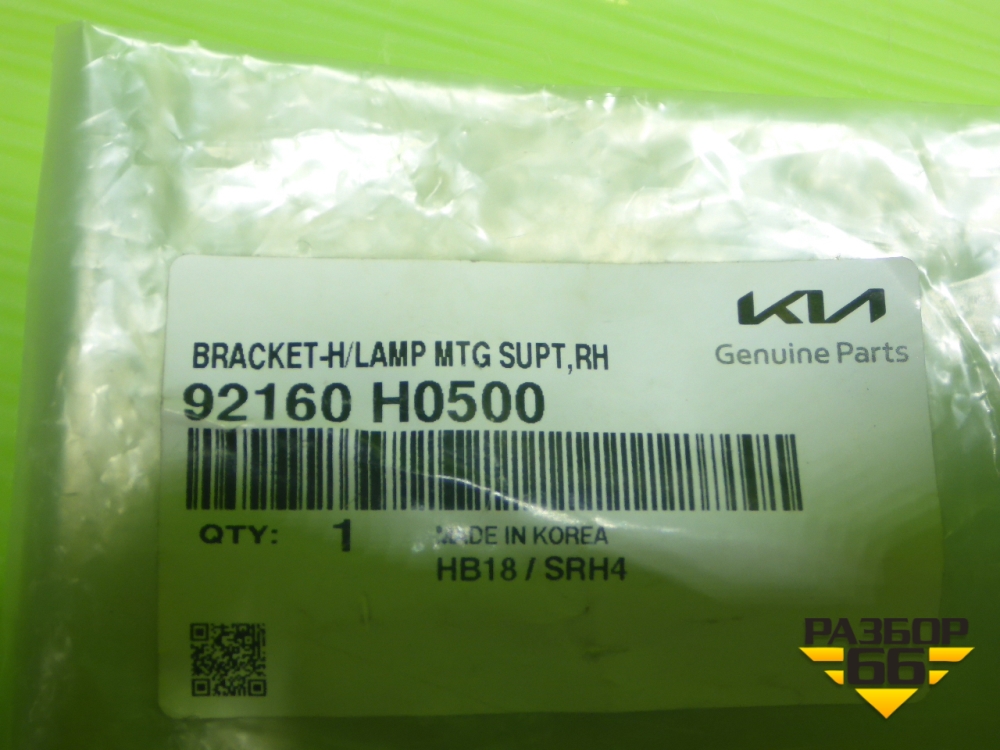 KIA
Genuine Parts
BRACKET-H/LAMP MTG SUPT,RH
92160 H0500
QTY: 1
MADE IN KOREA
HB18 / SRH4
РАЗБОР
66